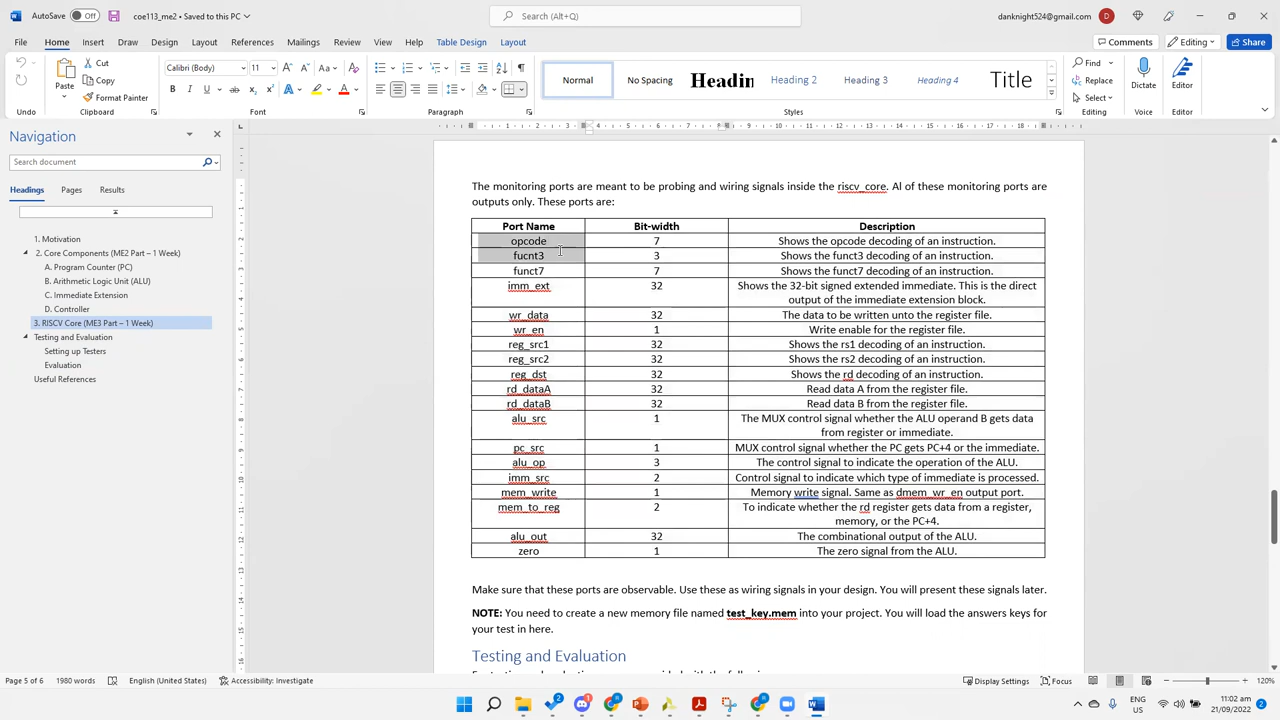 AutoSave Off coe113_me2 • Saved to this PC Search (Alt+Q) danknight524@gmail.com D
File Home Insert Draw Design Layout References Mailings Review View Help Table Design Layout Comments Editing Share
Cut Copy Format Painter Paste
Calibri (Body) 11
Normal No Spacing Headin Heading 2 Heading 3 Heading 4 Title
Find Replace Select Dictate Editor
Undo Clipboard Font Paragraph Styles Editing Voice Editor
Navigation
Search document
Headings Pages Results
1. Motivation
2. Core Components (ME2 Part – 1 Week)
A. Program Counter (PC)
B. Arithmetic Logic Unit (ALU)
C. Immediate Extension
D. Controller
3. RISCV Core (ME3 Part – 1 Week)
Testing and Evaluation
Setting up Testers
Evaluation
Useful References
The monitoring ports are meant to be probing and wiring signals inside the riscv_core. Al of these monitoring ports are
outputs only. These ports are:
Port Name Bit-width Description
opcode 7 Shows the opcode decoding of an instruction.
fucnt3 3 Shows the funct3 decoding of an instruction.
funct7 7 Shows the funct7 decoding of an instruction.
imm_ext 32 Shows the 32-bit signed extended immediate. This is the direct
output of the immediate extension block.
wr_data 32 The data to be written unto the register file.
wr_en 1 Write enable for the register file.
reg_src1 32 Shows the rs1 decoding of an instruction.
reg_src2 32 Shows the rs2 decoding of an instruction.
reg_dst 32 Shows the rd decoding of an instruction.
rd_dataA 32 Read data A from the register file.
rd_dataB 32 Read data B from the register file.
alu_src 1 The MUX control signal whether the ALU operand B gets data
from register or immediate.
pc_src 1 MUX control signal whether the PC gets PC+4 or the immediate.
alu_op 3 The control signal to indicate the operation of the ALU.
imm_src 2 Control signal to indicate which type of immediate is processed.
mem_write 1 Memory write signal. Same as dmem_wr_en output port.
mem_to_reg 2 To indicate whether the rd register gets data from a register,
memory, or the PC+4.
alu_out 32 The combinational output of the ALU.
zero 1 The zero signal from the ALU.
Make sure that these ports are observable. Use these as wiring signals in your design. You will present these signals later.
NOTE: You need to create a new memory file named test_key.mem into your project. You will load the answers keys for
your test in here.
Testing and Evaluation
Page 5 of 6 1980 words English (United States) Accessibility: Investigate Display Settings Focus 120%
ENG US 11:02 am 21/09/2022